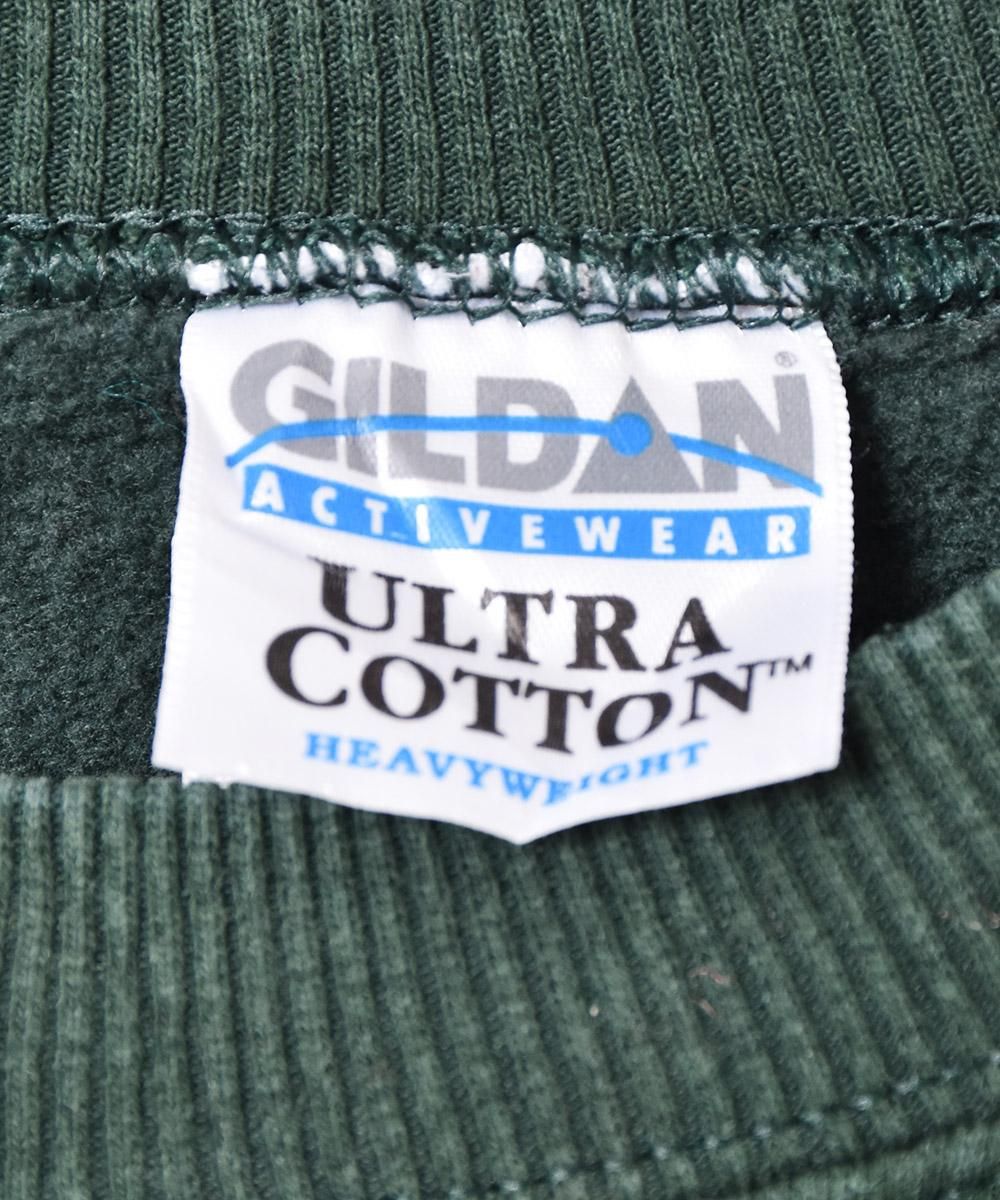 GILDAN®
ACTIVEWEAR
ULTRA
COTTON™
HEAVYWEIGHT